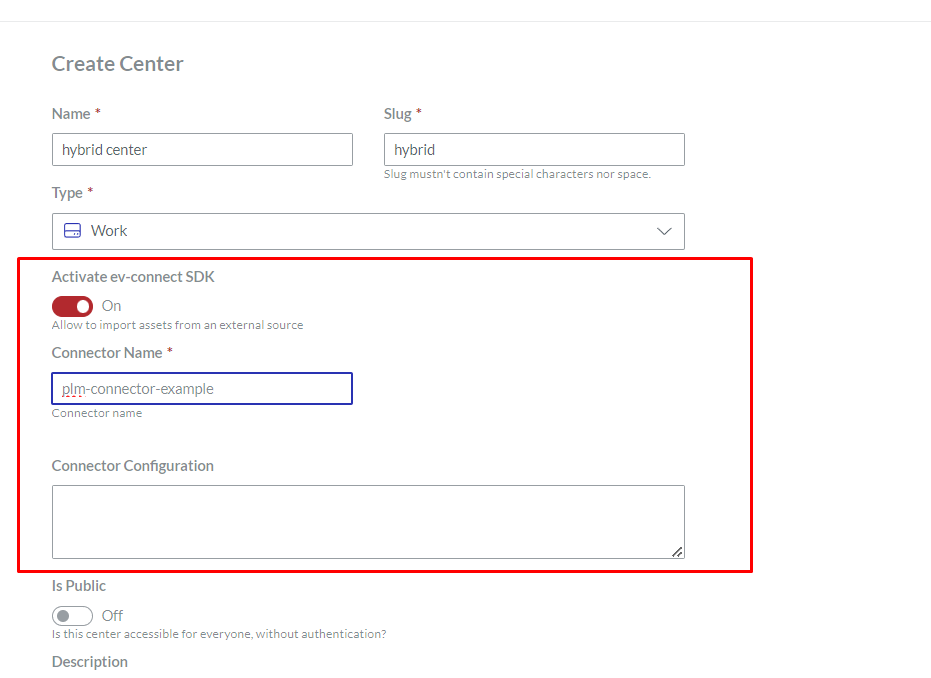 Create Center
Name * Slug *
hybrid center hybrid
Slug mustn't contain special characters nor space.
Type *
Work
Activate ev-connect SDK
On
Allow to import assets from an external source
Connector Name *
plm-connector-example
Connector name
Connector Configuration
Is Public
Off
Is this center accessible for everyone, without authentication?
Description